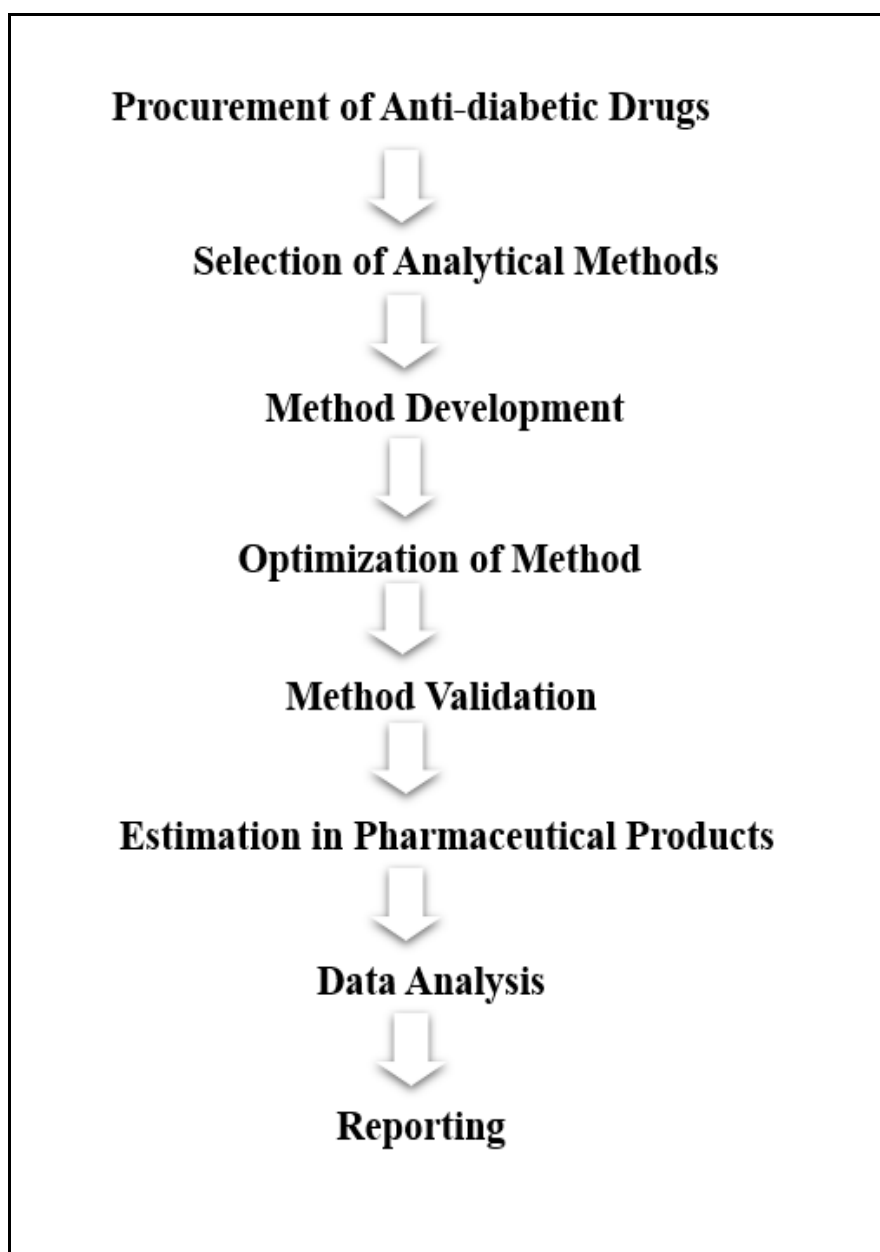 Procurement of Anti-diabetic Drugs
Selection of Analytical Methods
Method Development
Optimization of Method
Method Validation
Estimation in Pharmaceutical Products
Data Analysis
Reporting